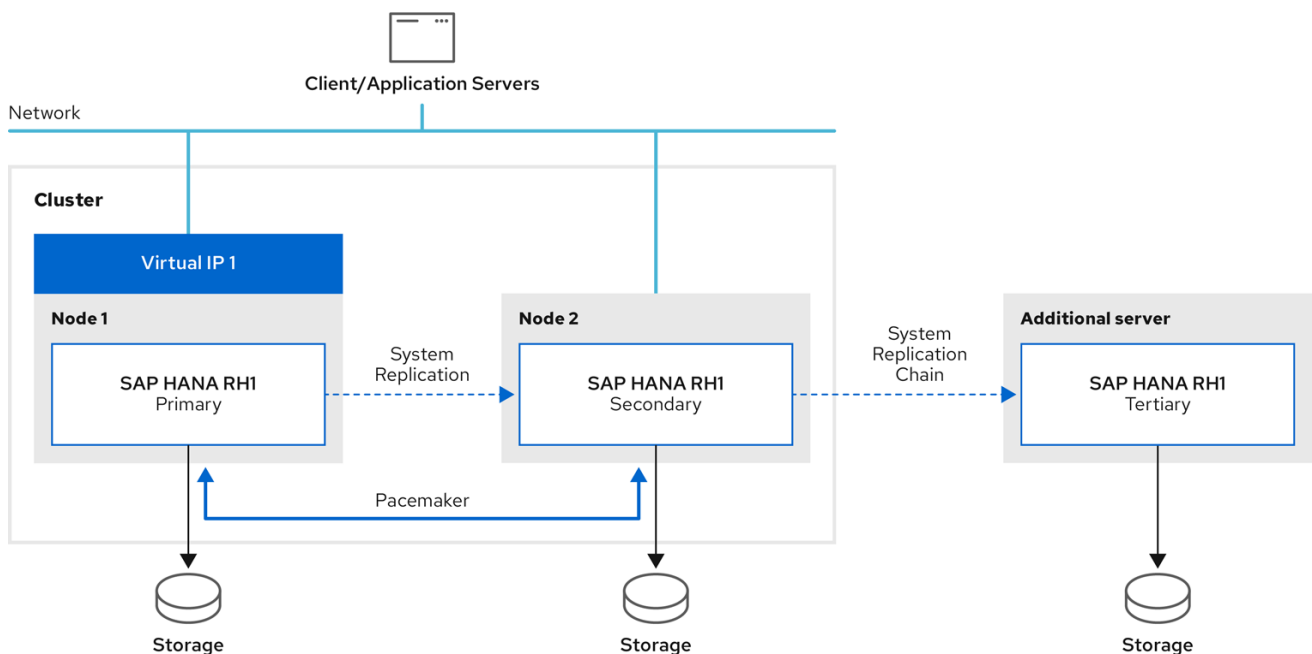 Client/Application Servers
Network
Cluster
Virtual IP 1
Node 1
Node 2
Additional server
SAP HANA RH1
Primary
System
Replication
SAP HANA RH1
Secondary
System
Replication
Chain
SAP HANA RH1
Tertiary
Pacemaker
Storage
Storage
Storage